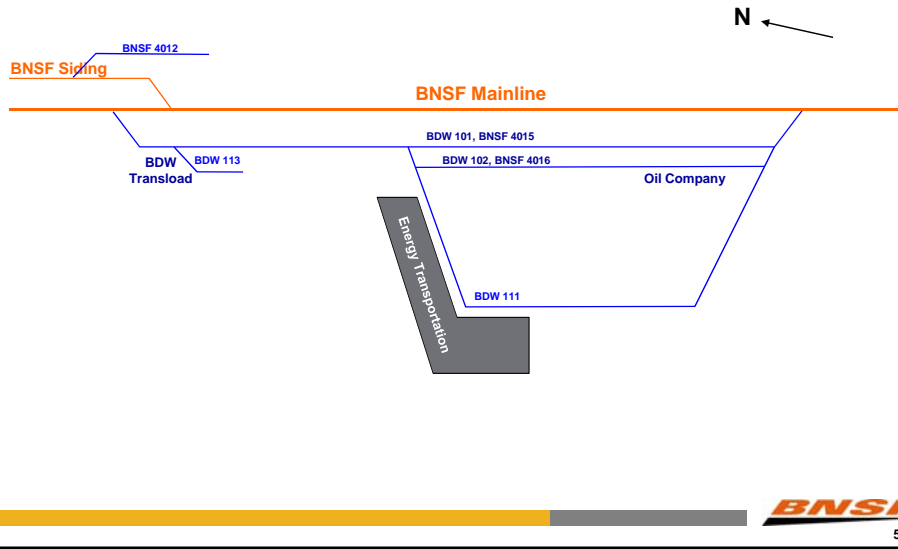 N
BNSF 4012
BNSF Siding
BNSF Mainline
BDW 101, BNSF 4015
BDW
Transload
BDW 113
BDW 102, BNSF 4016
Oil Company
Energy Transportation
BDW 111
BNSF
5